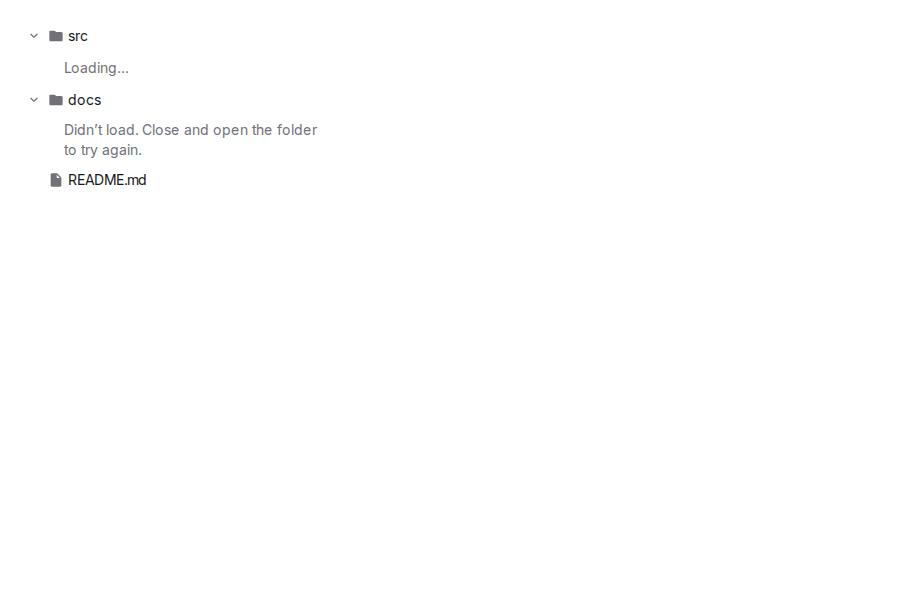 src
Loading…
docs
Didn’t load. Close and open the folder
to try again.
README.md